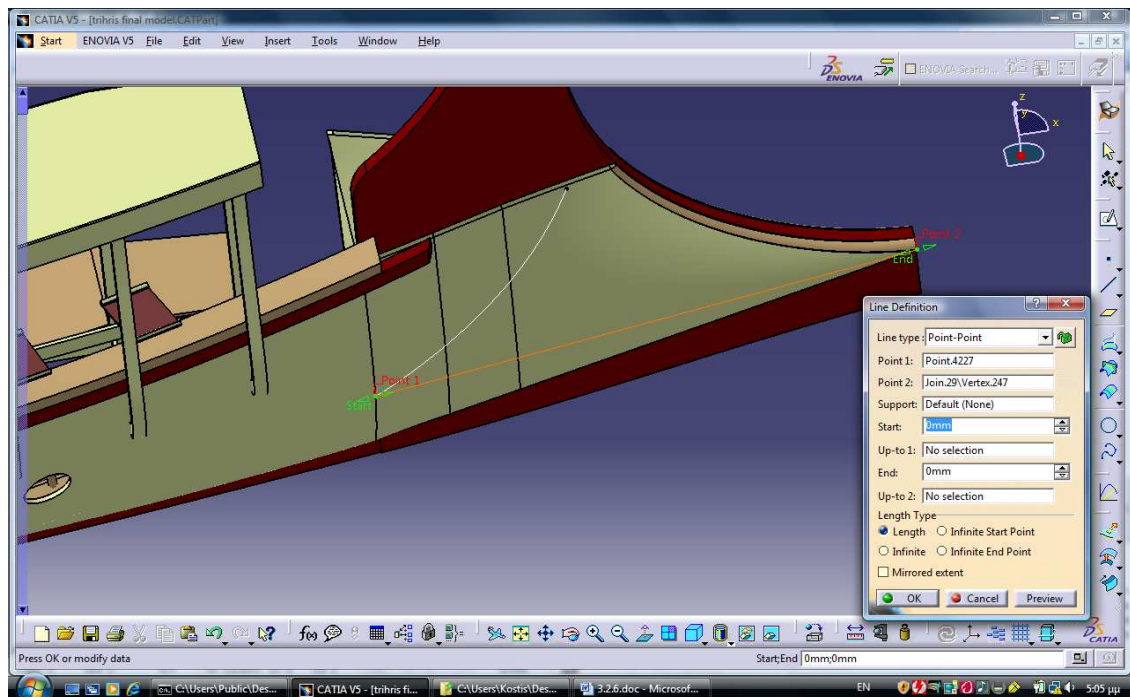 CATIA V5 - [trihris final model.CATPart]
Start ENOVIA V5 File Edit View Insert Tools Window Help
ENOVIA
ENOVIA Search...
z
y
x
Point 2
End
Point 1
Start
Line Definition
Line type : Point-Point
Point 1: Point.4227
Point 2: Join.29\Vertex.247
Support: Default (None)
Start: 0mm
Up-to 1: No selection
End: 0mm
Up-to 2: No selection
Length Type
Length Infinite Start Point
Infinite Infinite End Point
Mirrored extent
OK Cancel Preview
f(x)
CATIA
Press OK or modify data
Start;End 0mm;0mm
C:\Users\Public\Des...
CATIA V5 - [trihris fi...
C:\Users\Kostis\Des...
3.2.6.doc - Microsof...
EN
5:05 μμ